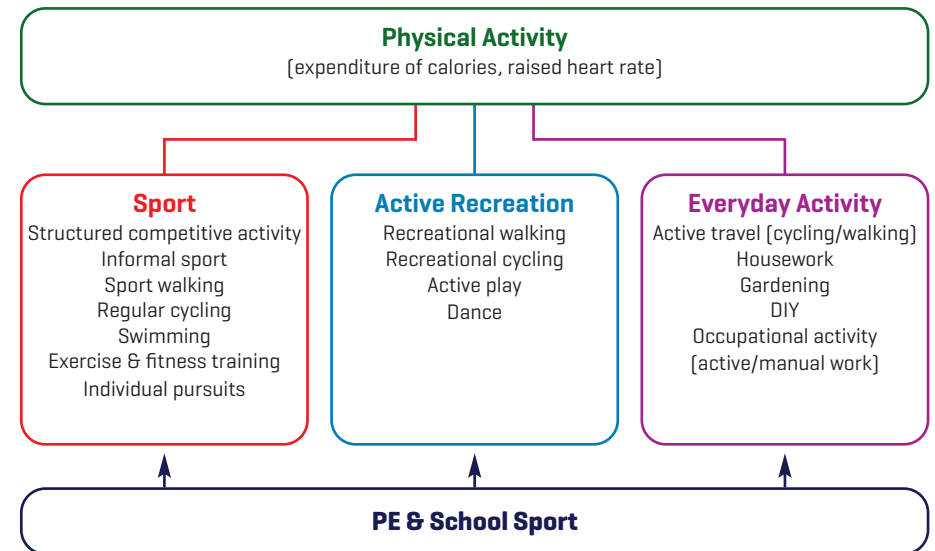 Physical Activity
(expenditure of calories, raised heart rate)
Sport
Structured competitive activity
Informal sport
Sport walking
Regular cycling
Swimming
Exercise & fitness training
Individual pursuits
Active Recreation
Recreational walking
Recreational cycling
Active play
Dance
Everyday Activity
Active travel (cycling/walking)
Housework
Gardening
DIY
Occupational activity
(active/manual work)
PE & School Sport